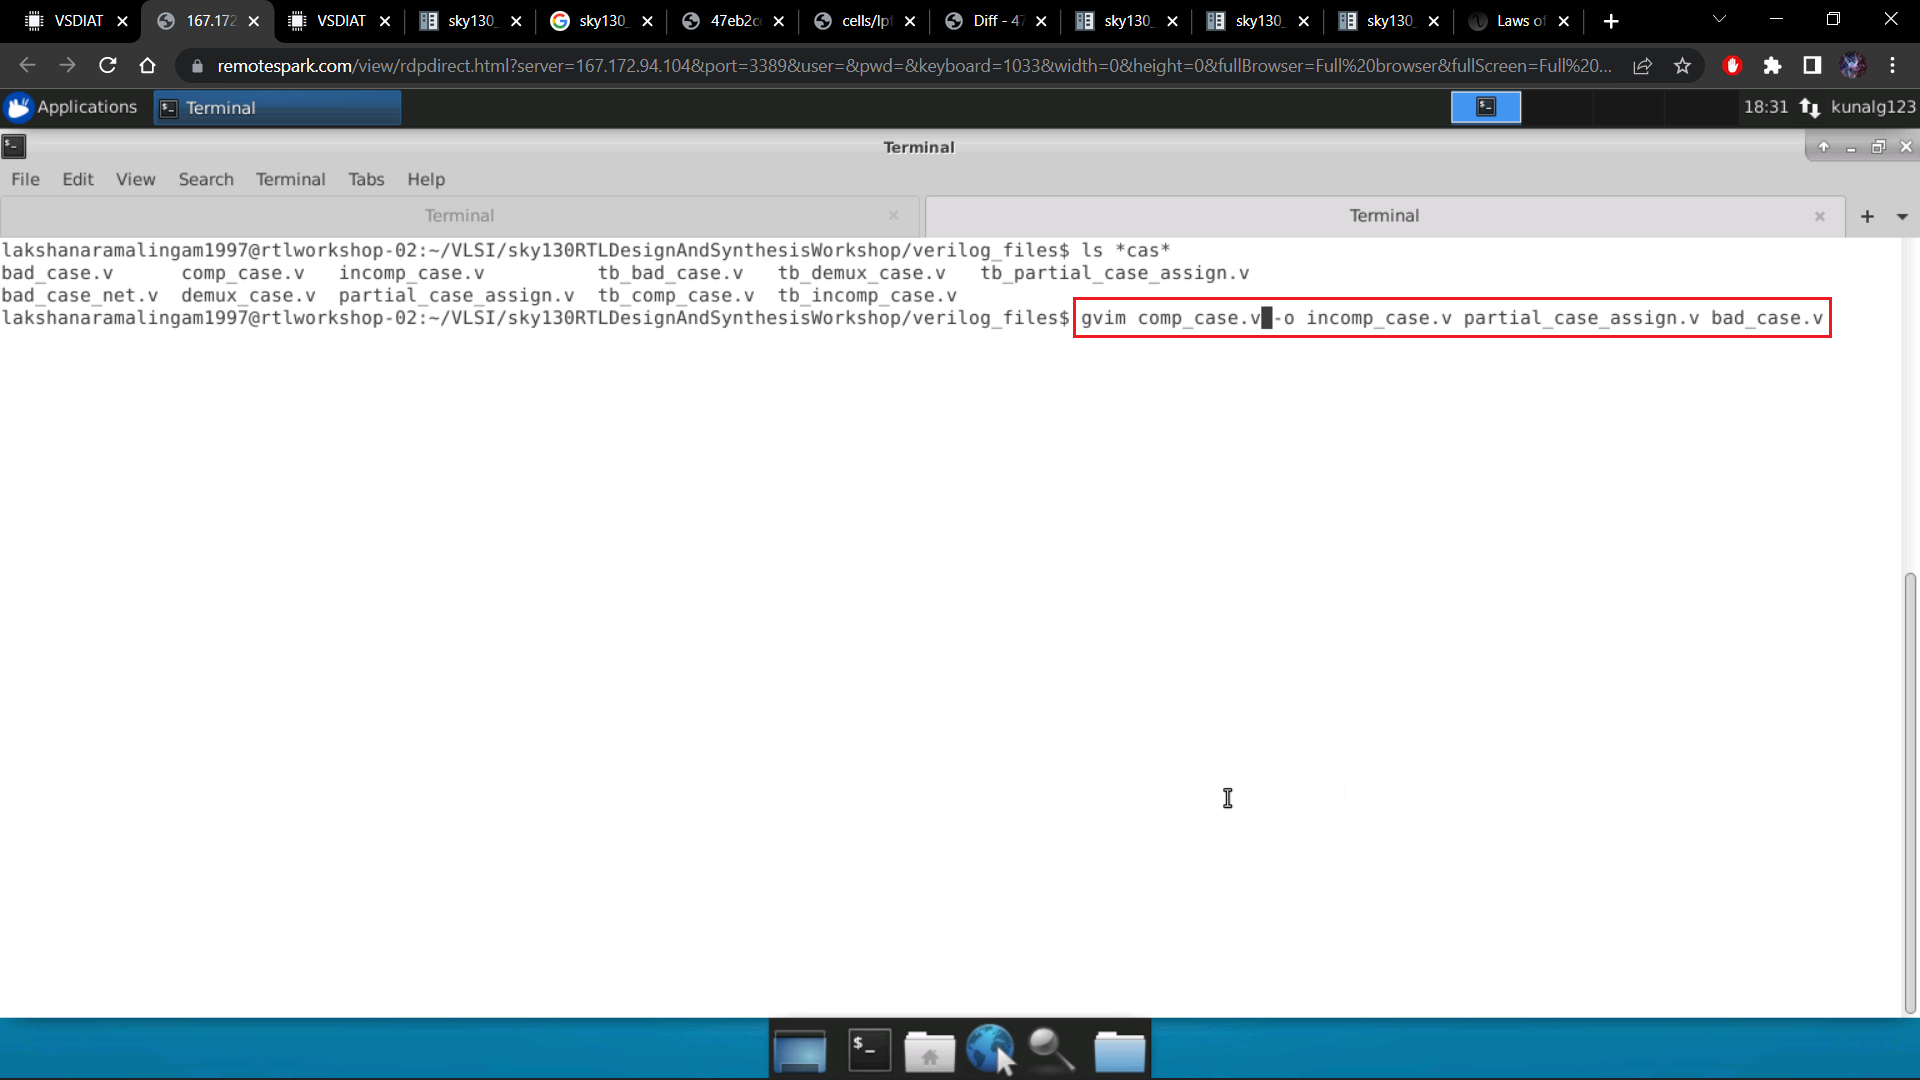 VSDIAT 167.172 VSDIAT sky130_ sky130_ 47eb2c cells/lpf Diff - 47 sky130_ sky130_ sky130_ Laws of
remotespark.com/view/rdpdirect.html?server=167.172.94.104&port=3389&user=&pwd=&keyboard=1033&width=0&height=0&fullBrowser=Full%20browser&fullScreen=Full%20...
Applications Terminal 18:31 kunalg123
Terminal
File Edit View Search Terminal Tabs Help
Terminal Terminal
lakshanaramalingam1997@rtlworkshop-02:~/VLSI/sky130RTLDesignAndSynthesisWorkshop/verilog_files$ ls *cas*
bad_case.v comp_case.v incomp_case.v tb_bad_case.v tb_demux_case.v tb_partial_case_assign.v
bad_case_net.v demux_case.v partial_case_assign.v tb_comp_case.v tb_incomp_case.v
lakshanaramalingam1997@rtlworkshop-02:~/VLSI/sky130RTLDesignAndSynthesisWorkshop/verilog_files$ gvim comp_case.v -o incomp_case.v partial_case_assign.v bad_case.v
$_